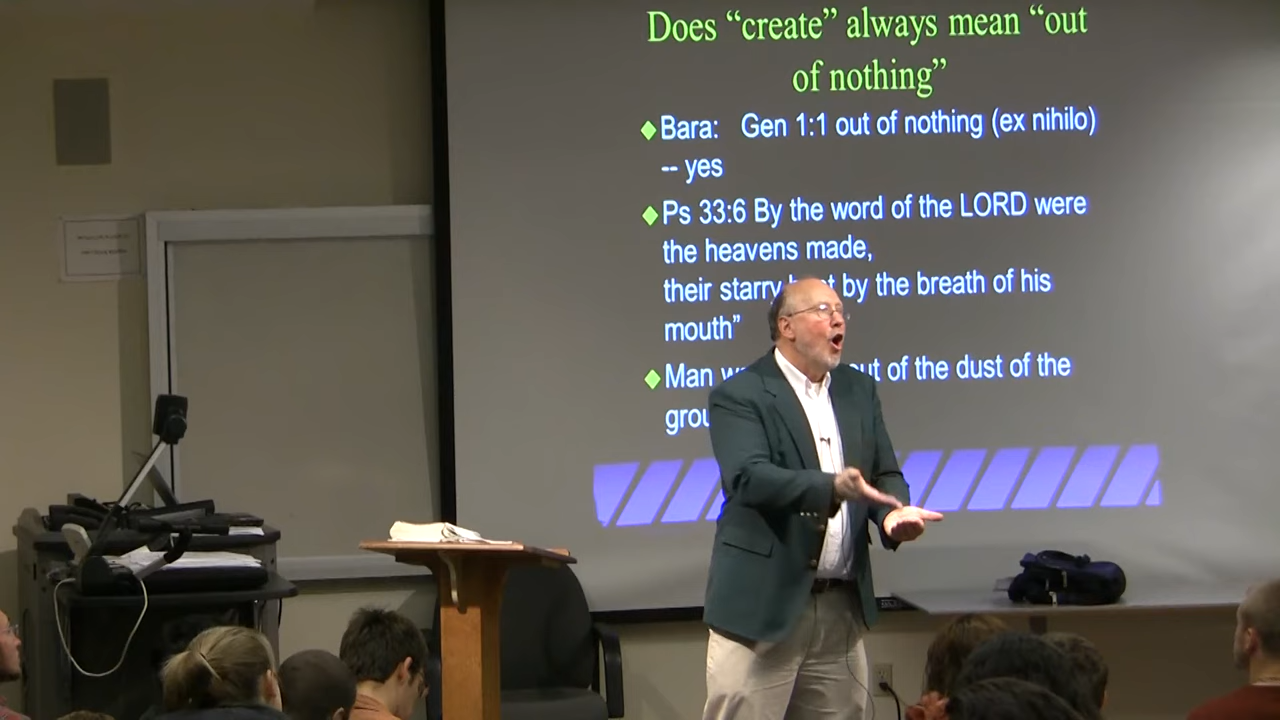 Does “create” always mean “out
of nothing”
Bara: Gen 1:1 out of nothing (ex nihilo)
-- yes
Ps 33:6 By the word of the LORD were
the heavens made,
their starry by the breath of his
mouth”
Man out of the dust of the